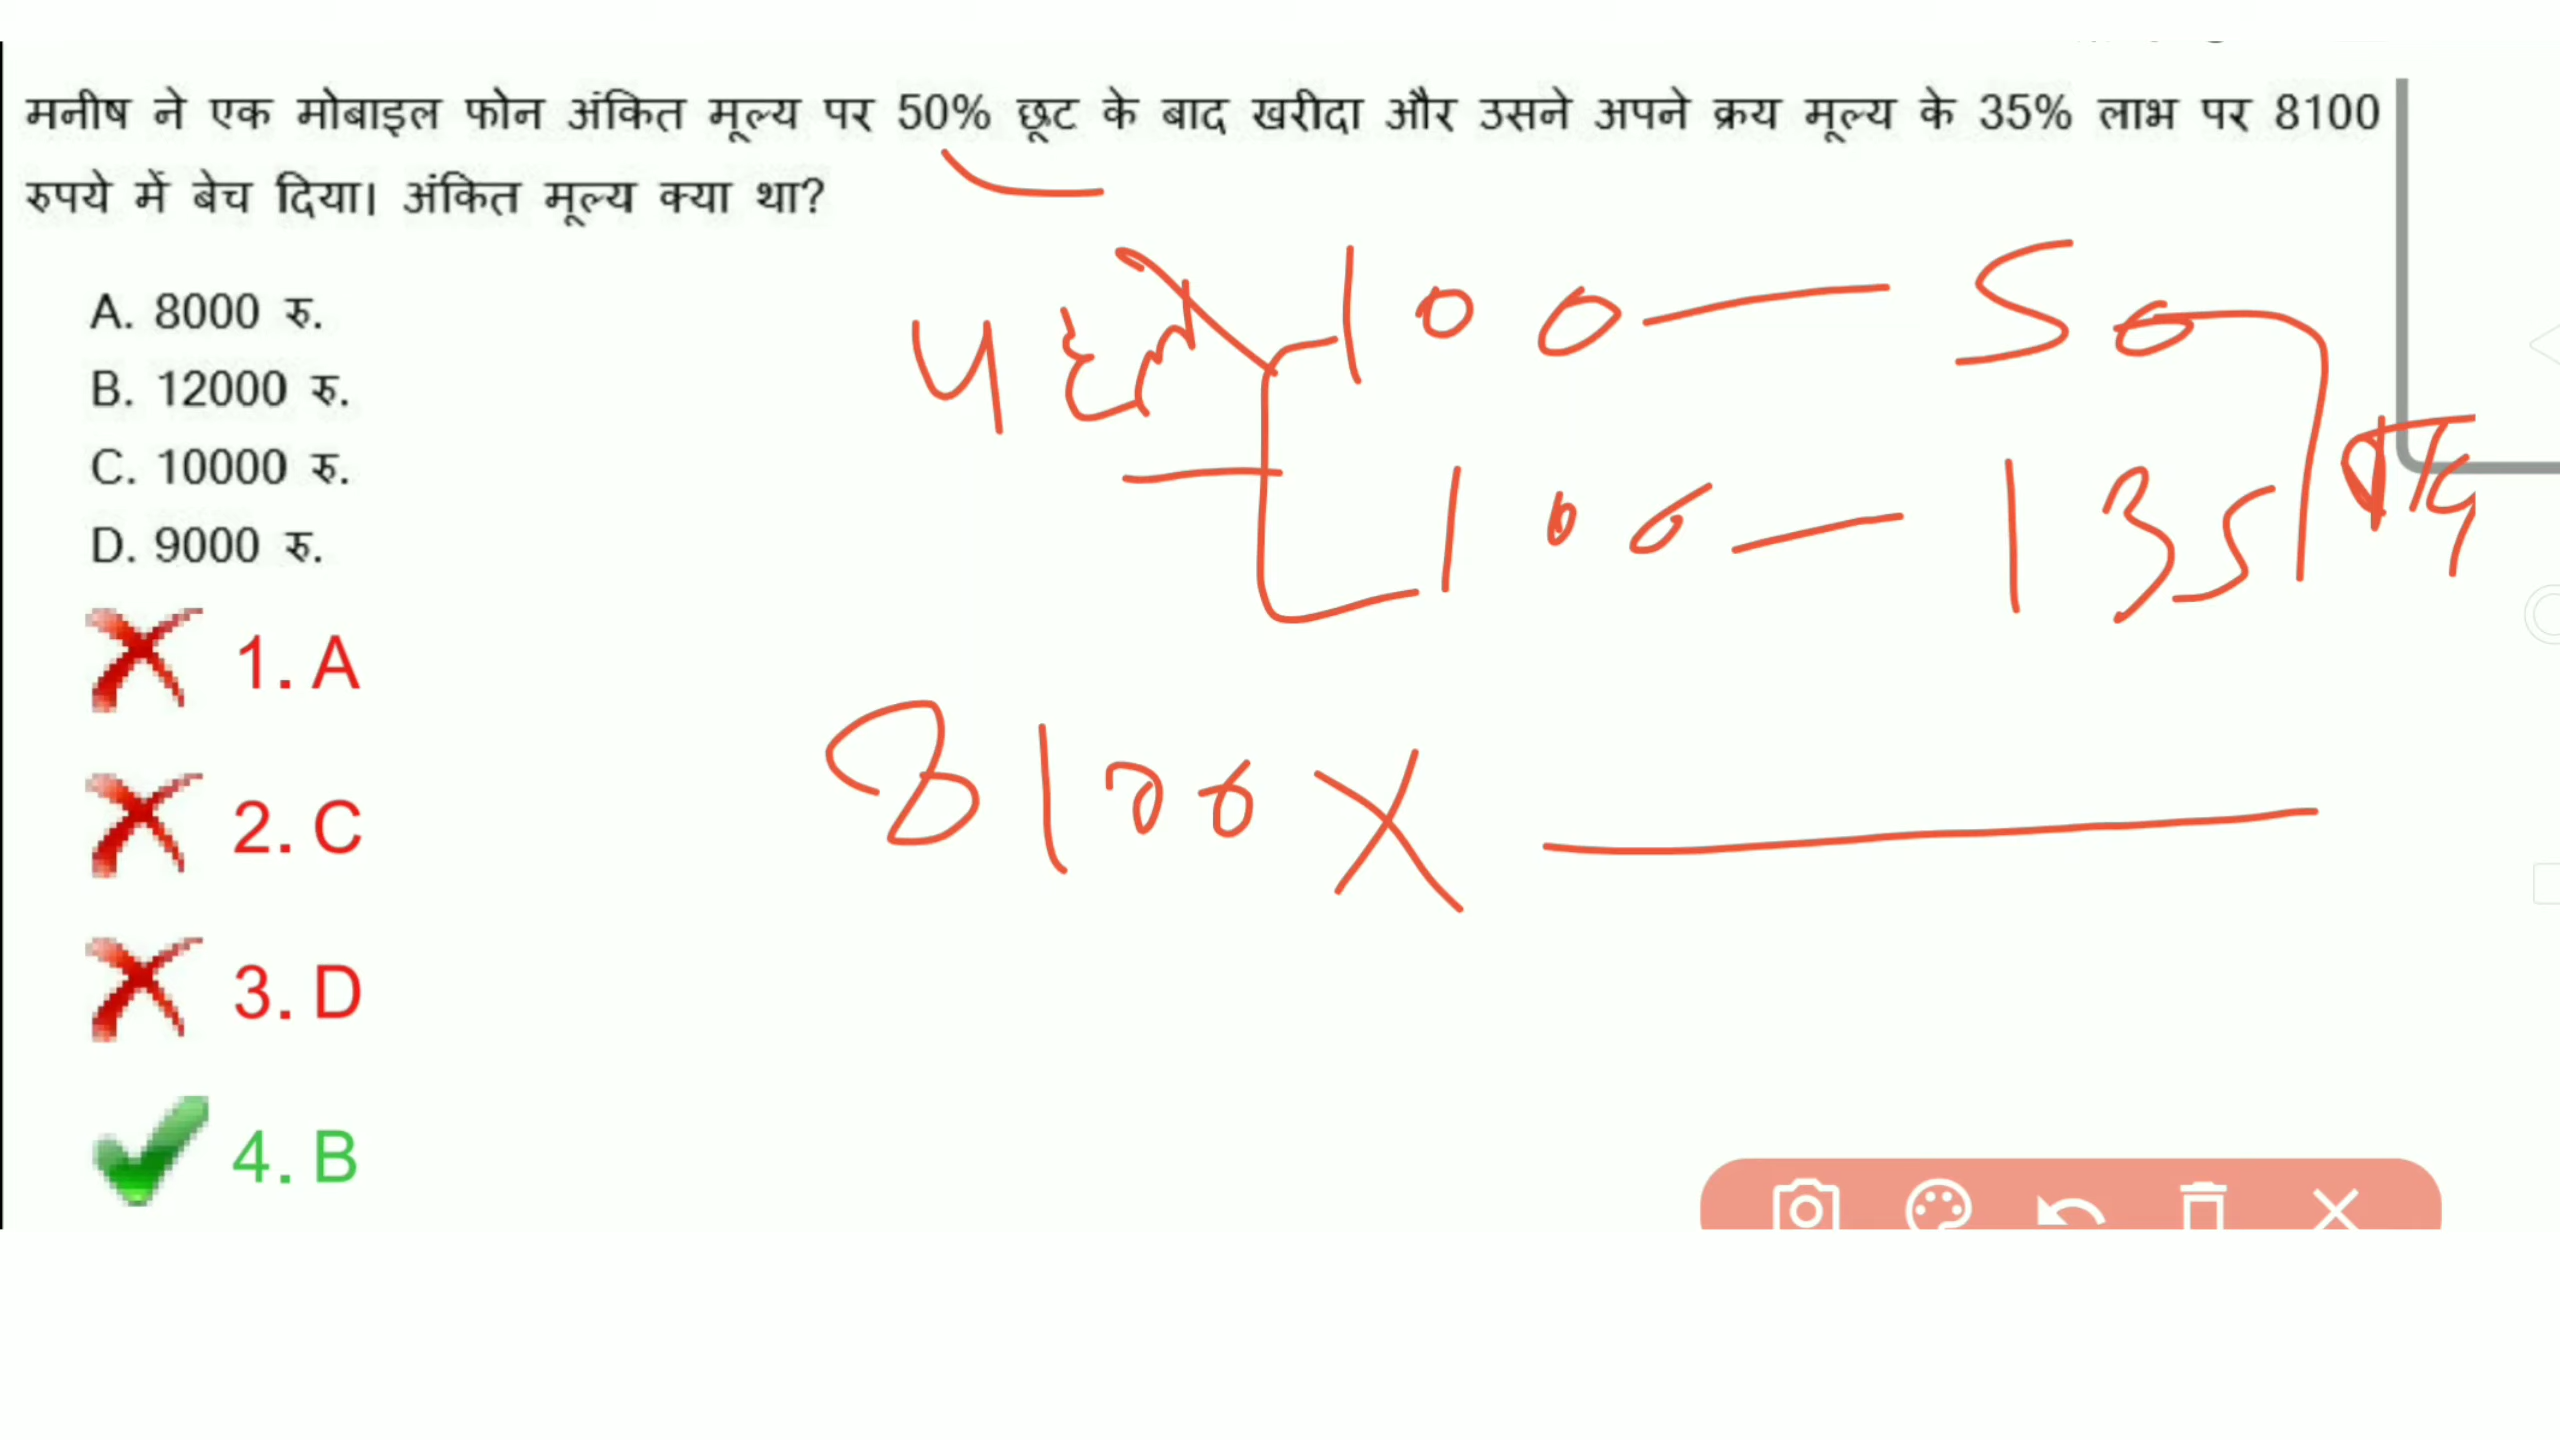 मनीष ने एक मोबाइल फोन अंकित मूल्य पर 50% छूट के बाद खरीदा और उसने अपने क्रय मूल्य के 35% लाभ पर 8100
रुपये में बेच दिया। अंकित मूल्य क्या था?
A. 8000 रु.
B. 12000 रु.
C. 10000 रु.
D. 9000 रु.
100 — 50
100 — 135
8100 X
1. A
2. C
3. D
4. B